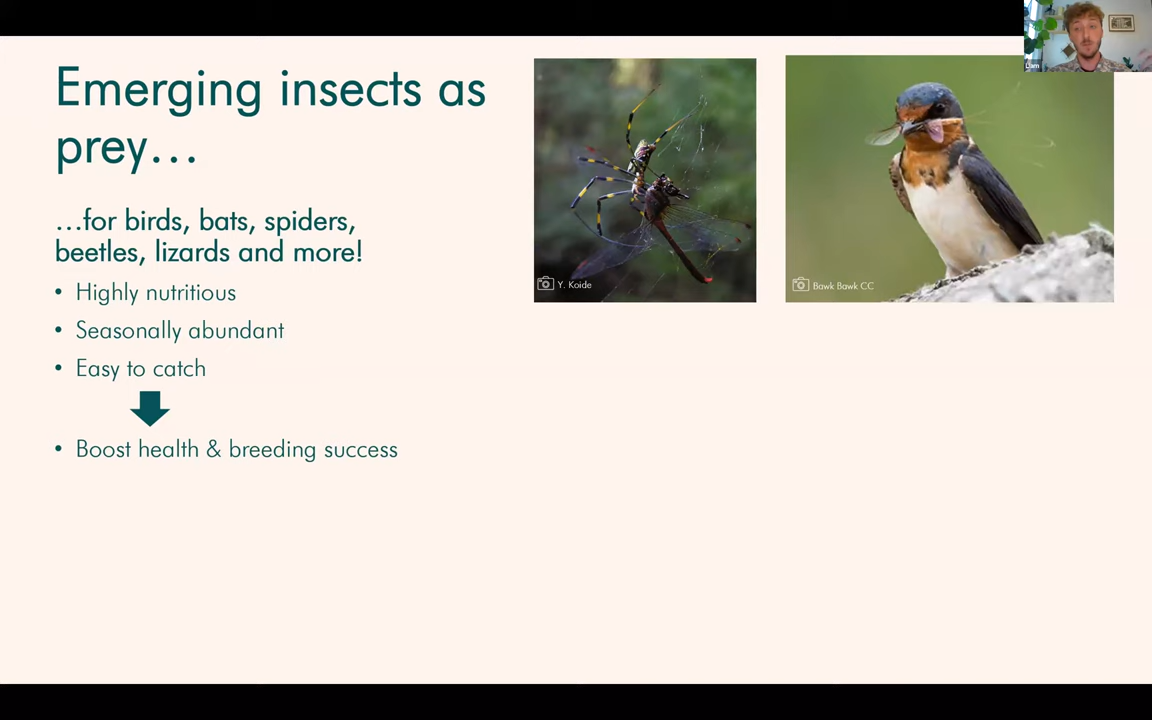 Emerging insects as
prey…
…for birds, bats, spiders,
beetles, lizards and more!
• Highly nutritious
• Seasonally abundant
• Easy to catch
• Boost health & breeding success
Y. Koide
Bawk Bawk CC
Liam